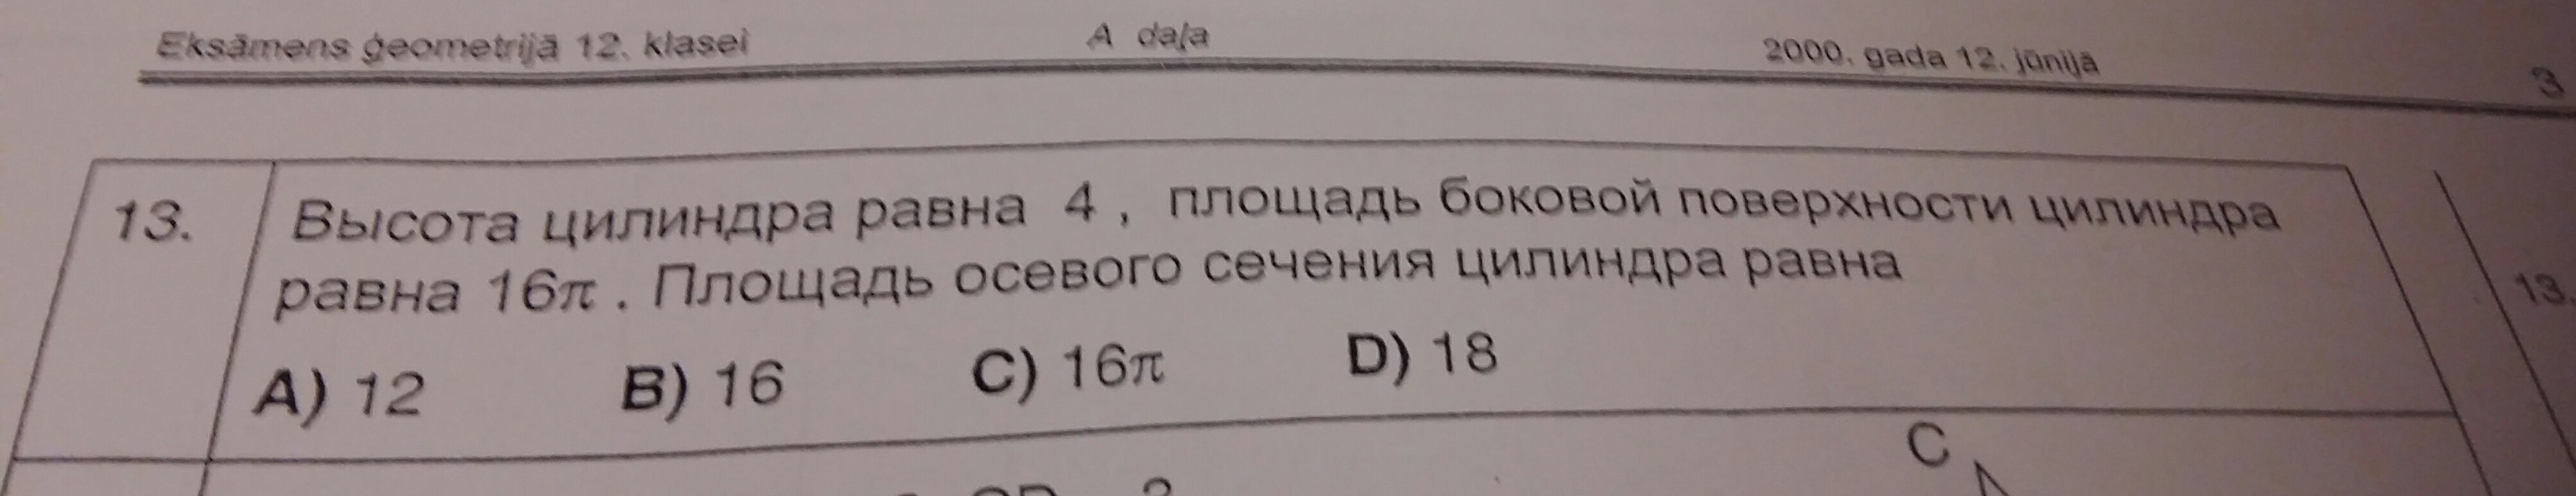 Eksāmens ģeometrijā 12. klasei A daļa 2000. gada 12. jūnijā 3
13. Высота цилиндра равна 4 , площадь боковой поверхности цилиндра
равна 16π . Площадь осевого сечения цилиндра равна
A) 12 B) 16 C) 16π D) 18
13.
C